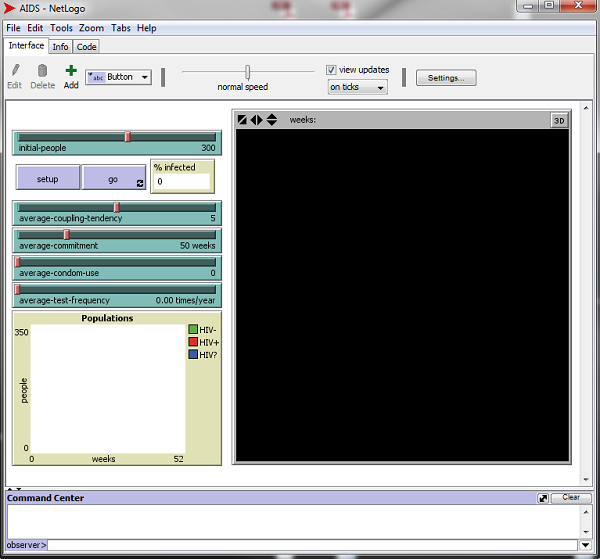 AIDS - NetLogo
File Edit Tools Zoom Tabs Help
Interface Info Code
Edit Delete Add abc Button normal speed view updates on ticks Settings...
weeks: 3D
initial-people 300
setup go % infected 0
average-coupling-tendency 5
average-commitment 50 weeks
average-condom-use 0
average-test-frequency 0.00 times/year
Populations
350
people
0
0 weeks 52
HIV-
HIV+
HIV?
Command Center Clear
observer>